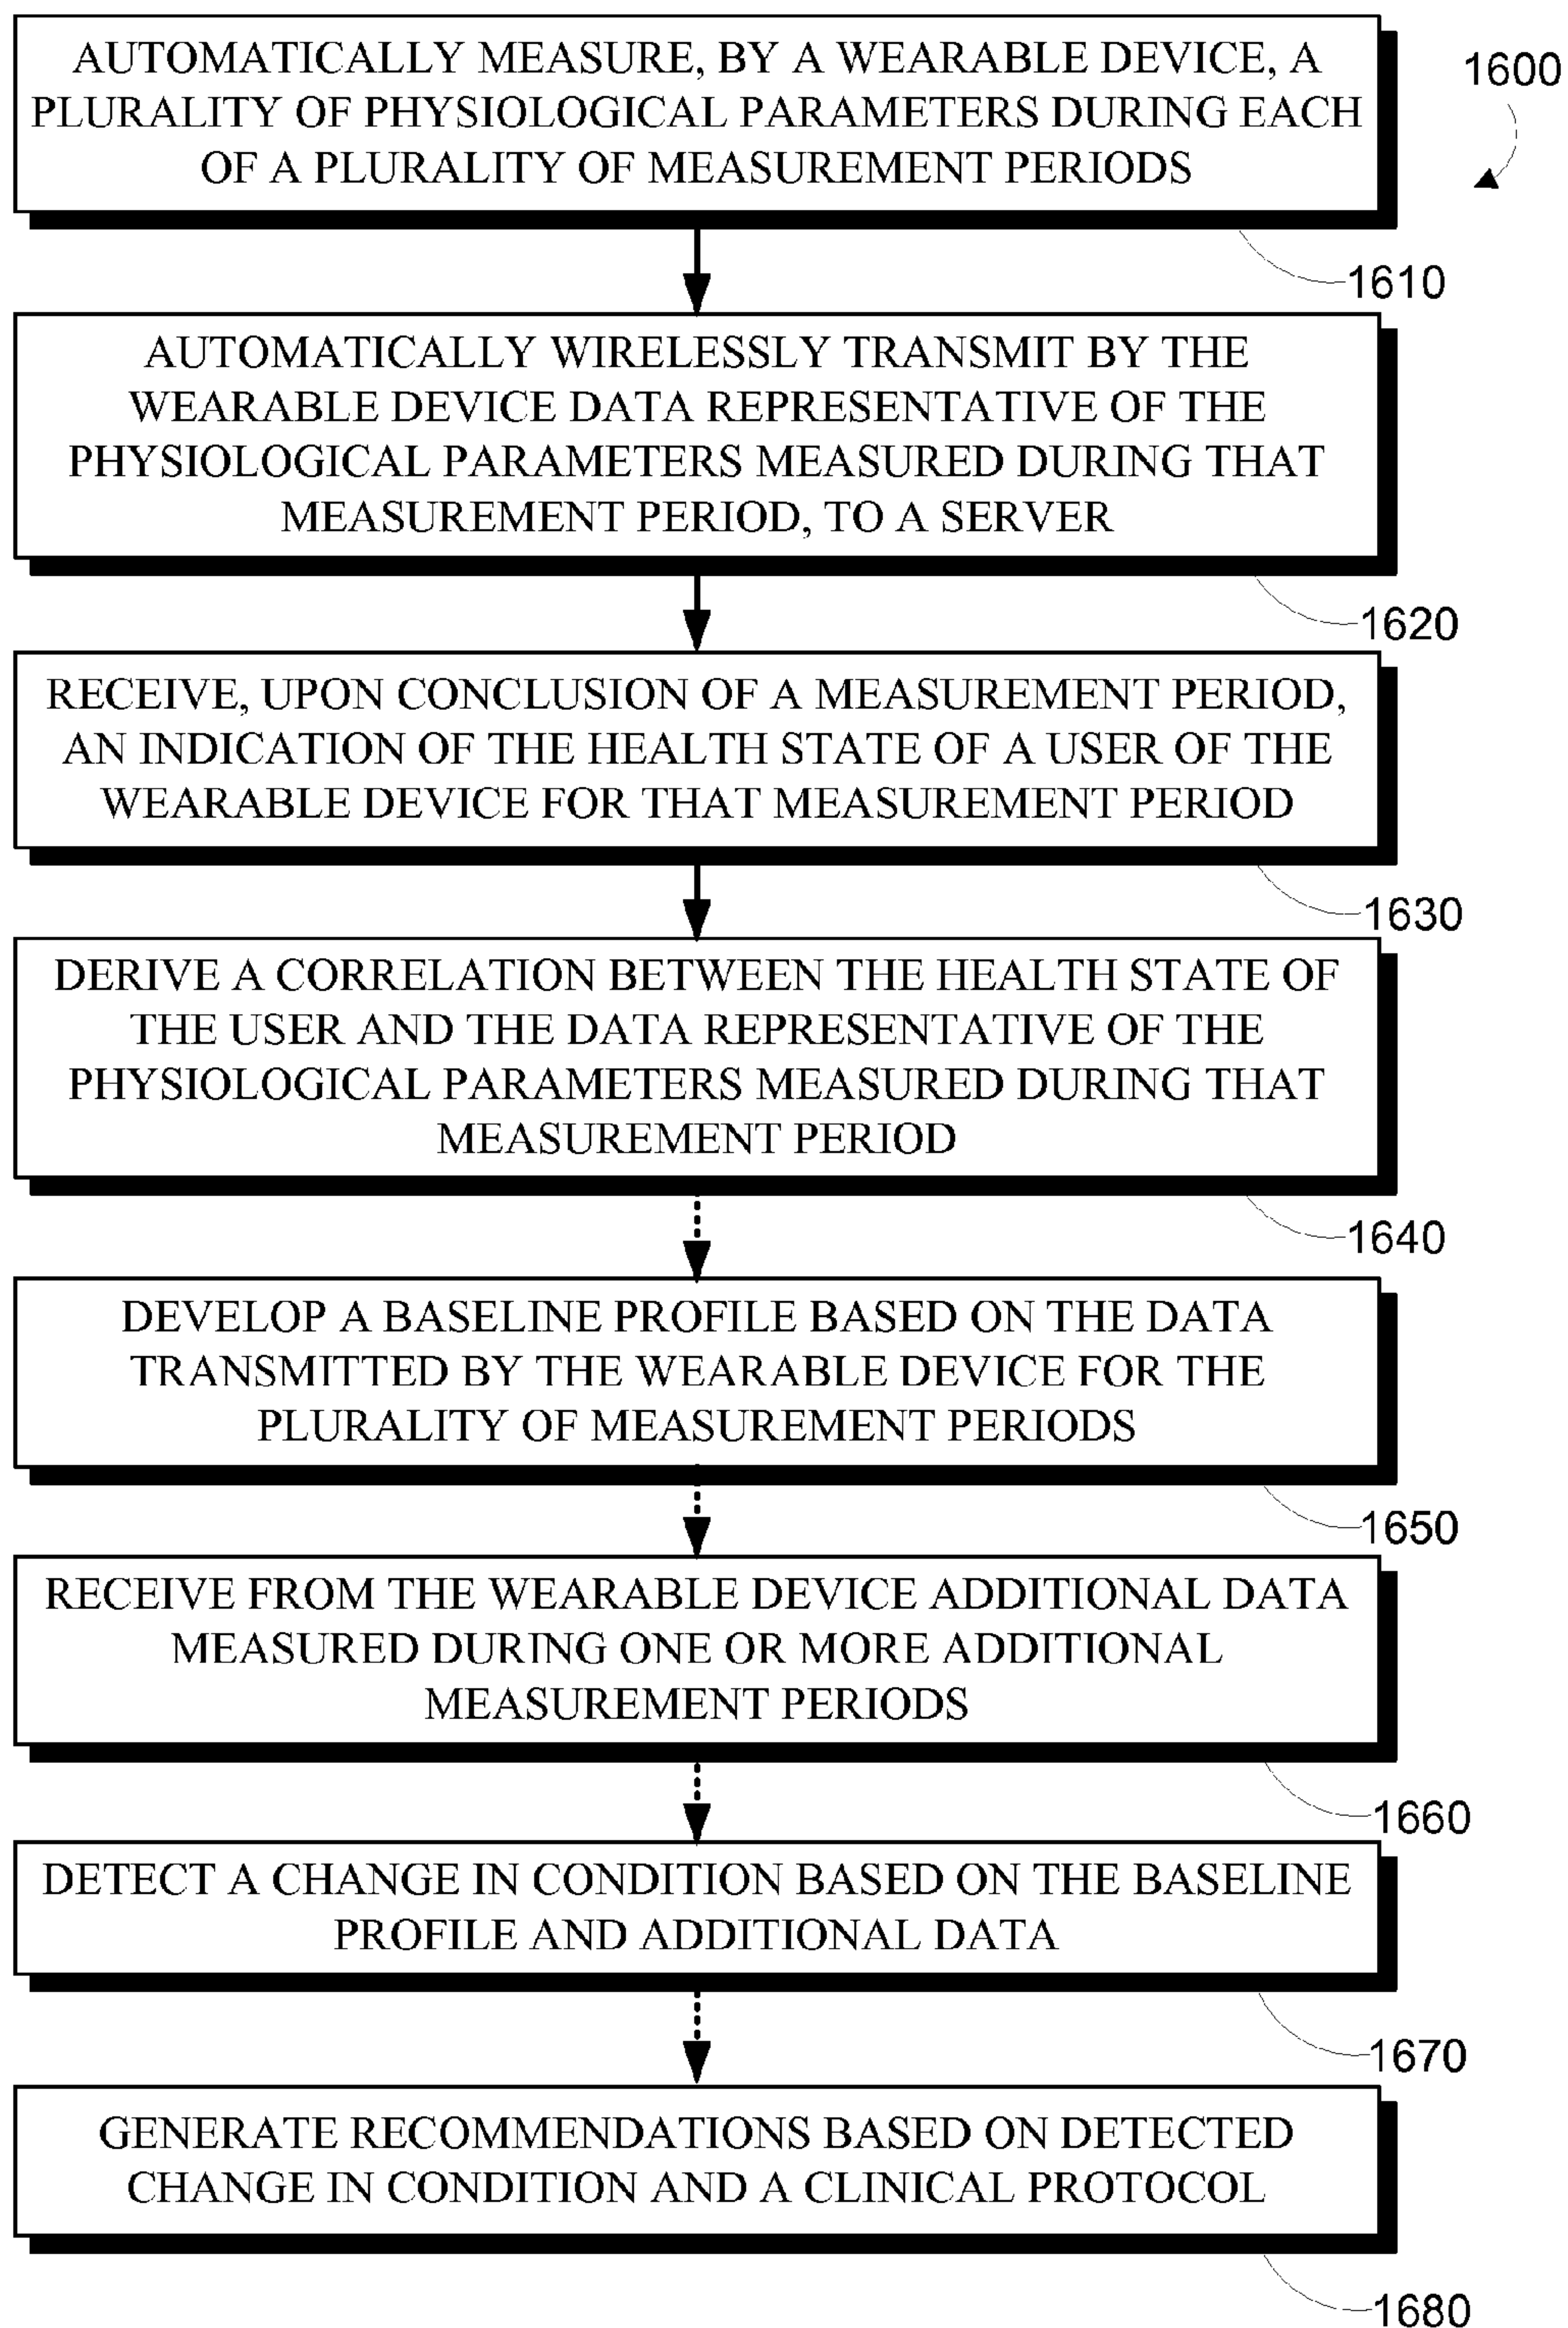 AUTOMATICALLY MEASURE, BY A WEARABLE DEVICE, A
PLURALITY OF PHYSIOLOGICAL PARAMETERS DURING EACH
OF A PLURALITY OF MEASUREMENT PERIODS
1600
1610
AUTOMATICALLY WIRELESSLY TRANSMIT BY THE
WEARABLE DEVICE DATA REPRESENTATIVE OF THE
PHYSIOLOGICAL PARAMETERS MEASURED DURING THAT
MEASUREMENT PERIOD, TO A SERVER
1620
RECEIVE, UPON CONCLUSION OF A MEASUREMENT PERIOD,
AN INDICATION OF THE HEALTH STATE OF A USER OF THE
WEARABLE DEVICE FOR THAT MEASUREMENT PERIOD
1630
DERIVE A CORRELATION BETWEEN THE HEALTH STATE OF
THE USER AND THE DATA REPRESENTATIVE OF THE
PHYSIOLOGICAL PARAMETERS MEASURED DURING THAT
MEASUREMENT PERIOD
1640
DEVELOP A BASELINE PROFILE BASED ON THE DATA
TRANSMITTED BY THE WEARABLE DEVICE FOR THE
PLURALITY OF MEASUREMENT PERIODS
1650
RECEIVE FROM THE WEARABLE DEVICE ADDITIONAL DATA
MEASURED DURING ONE OR MORE ADDITIONAL
MEASUREMENT PERIODS
1660
DETECT A CHANGE IN CONDITION BASED ON THE BASELINE
PROFILE AND ADDITIONAL DATA
1670
GENERATE RECOMMENDATIONS BASED ON DETECTED
CHANGE IN CONDITION AND A CLINICAL PROTOCOL
1680